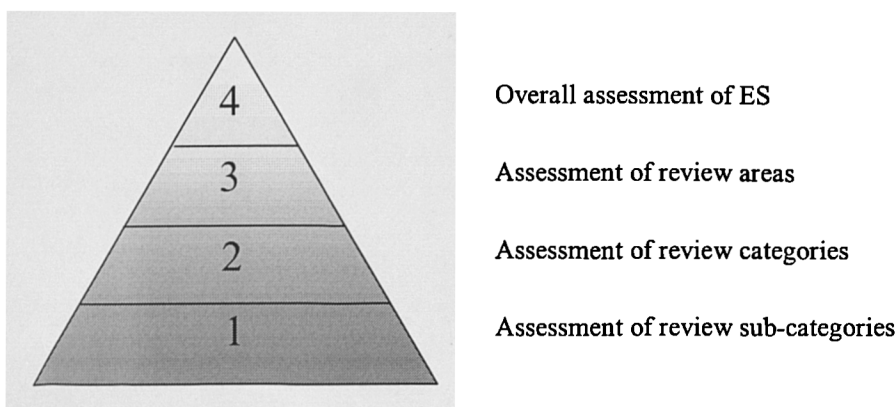 4
Overall assessment of ES
3
Assessment of review areas
2
Assessment of review categories
1
Assessment of review sub-categories